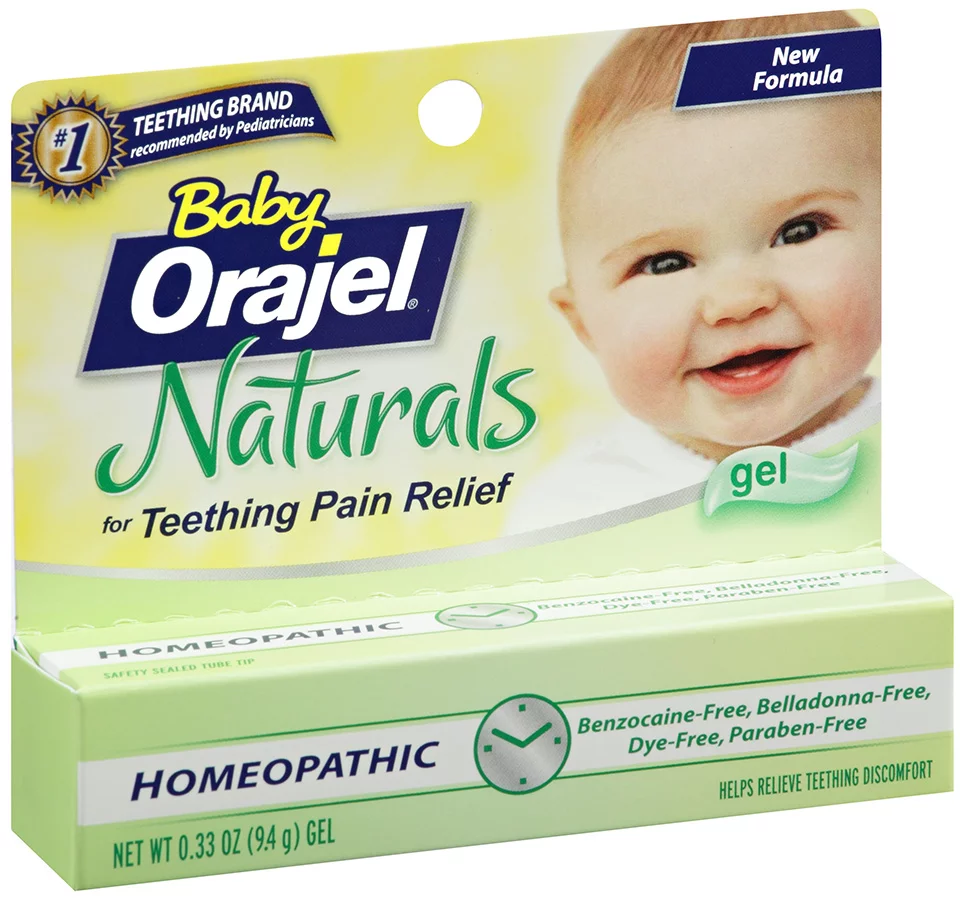 #1
TEETHING BRAND
recommended by Pediatricians
New
Formula
Baby
Orajel®
Naturals
for Teething Pain Relief
gel
HOMEOPATHIC
Benzocaine-Free, Belladonna-Free,
Dye-Free, Paraben-Free
SAFETY SEALED TUBE TIP
HOMEOPATHIC
Benzocaine-Free, Belladonna-Free,
Dye-Free, Paraben-Free
HELPS RELIEVE TEETHING DISCOMFORT
NET WT 0.33 OZ (9.4 g) GEL